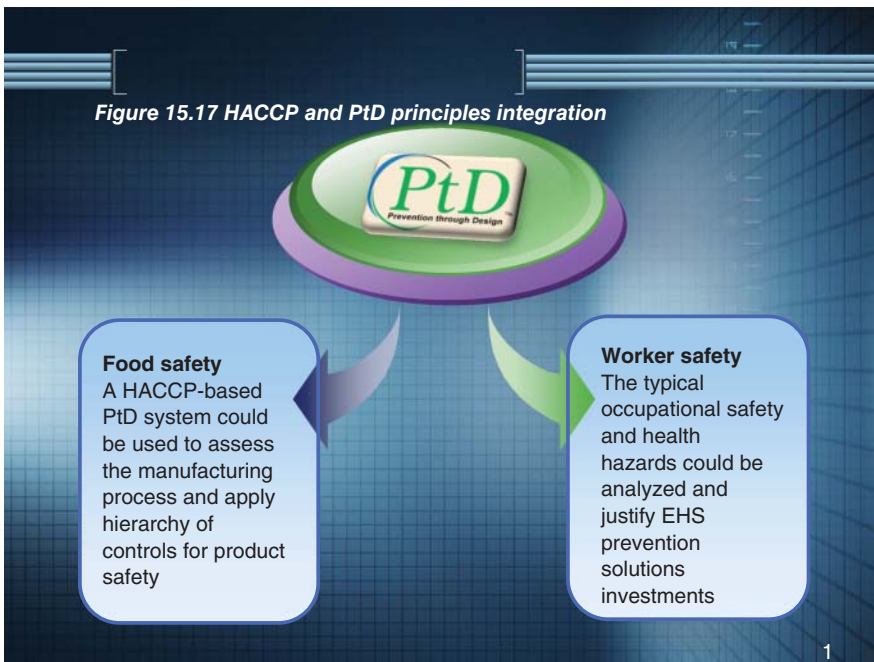 Figure 15.17 HACCP and PtD principles integration
PtD™
Prevention through Design
Food safety
A HACCP-based
PtD system could
be used to assess
the manufacturing
process and apply
hierarchy of
controls for product
safety
Worker safety
The typical
occupational safety
and health
hazards could be
analyzed and
justify EHS
prevention
solutions
investments
1